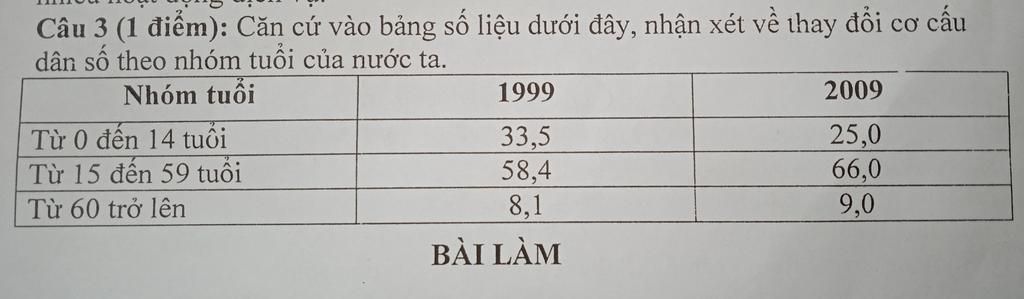 Câu 3 (1 điểm): Căn cứ vào bảng số liệu dưới đây, nhận xét về thay đổi cơ cấu
dân số theo nhóm tuổi của nước ta.
Nhóm tuổi 1999 2009
Từ 0 đến 14 tuổi 33,5 25,0
Từ 15 đến 59 tuổi 58,4 66,0
Từ 60 trở lên 8,1 9,0
BÀI LÀM